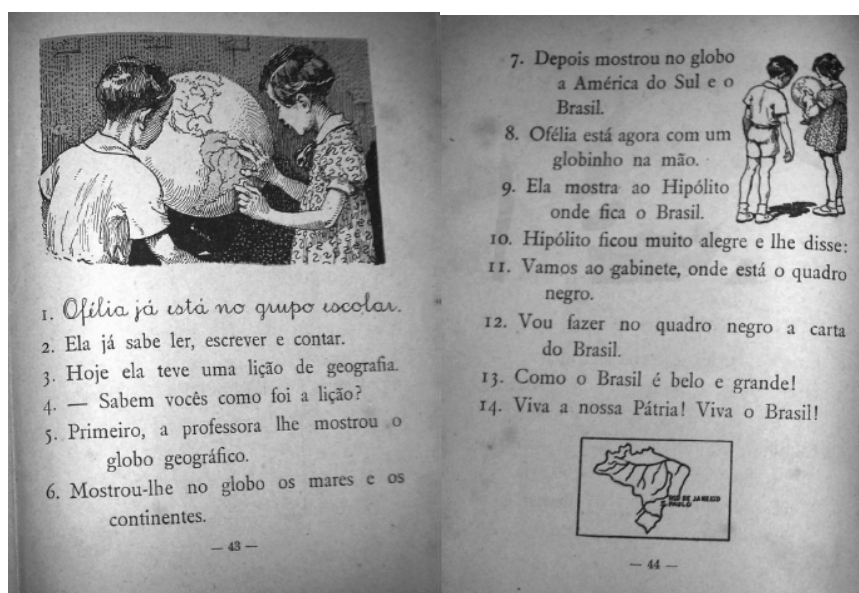 1. Ofélia já está no grupo escolar.
2. Ela já sabe ler, escrever e contar.
3. Hoje ela teve uma lição de geografia.
4. — Sabem vocês como foi a lição?
5. Primeiro, a professora lhe mostrou o
globo geográfico.
6. Mostrou-lhe no globo os mares e os
continentes.
— 43 —
7. Depois mostrou no globo
a América do Sul e o
Brasil.
8. Ofélia está agora com um
globinho na mão.
9. Ela mostra ao Hipólito
onde fica o Brasil.
10. Hipólito ficou muito alegre e lhe disse:
11. Vamos ao gabinete, onde está o quadro
negro.
12. Vou fazer no quadro negro a carta
do Brasil.
13. Como o Brasil é belo e grande!
14. Viva a nossa Pátria! Viva o Brasil!
RIO DE JANEIRO
PAULO
— 44 —